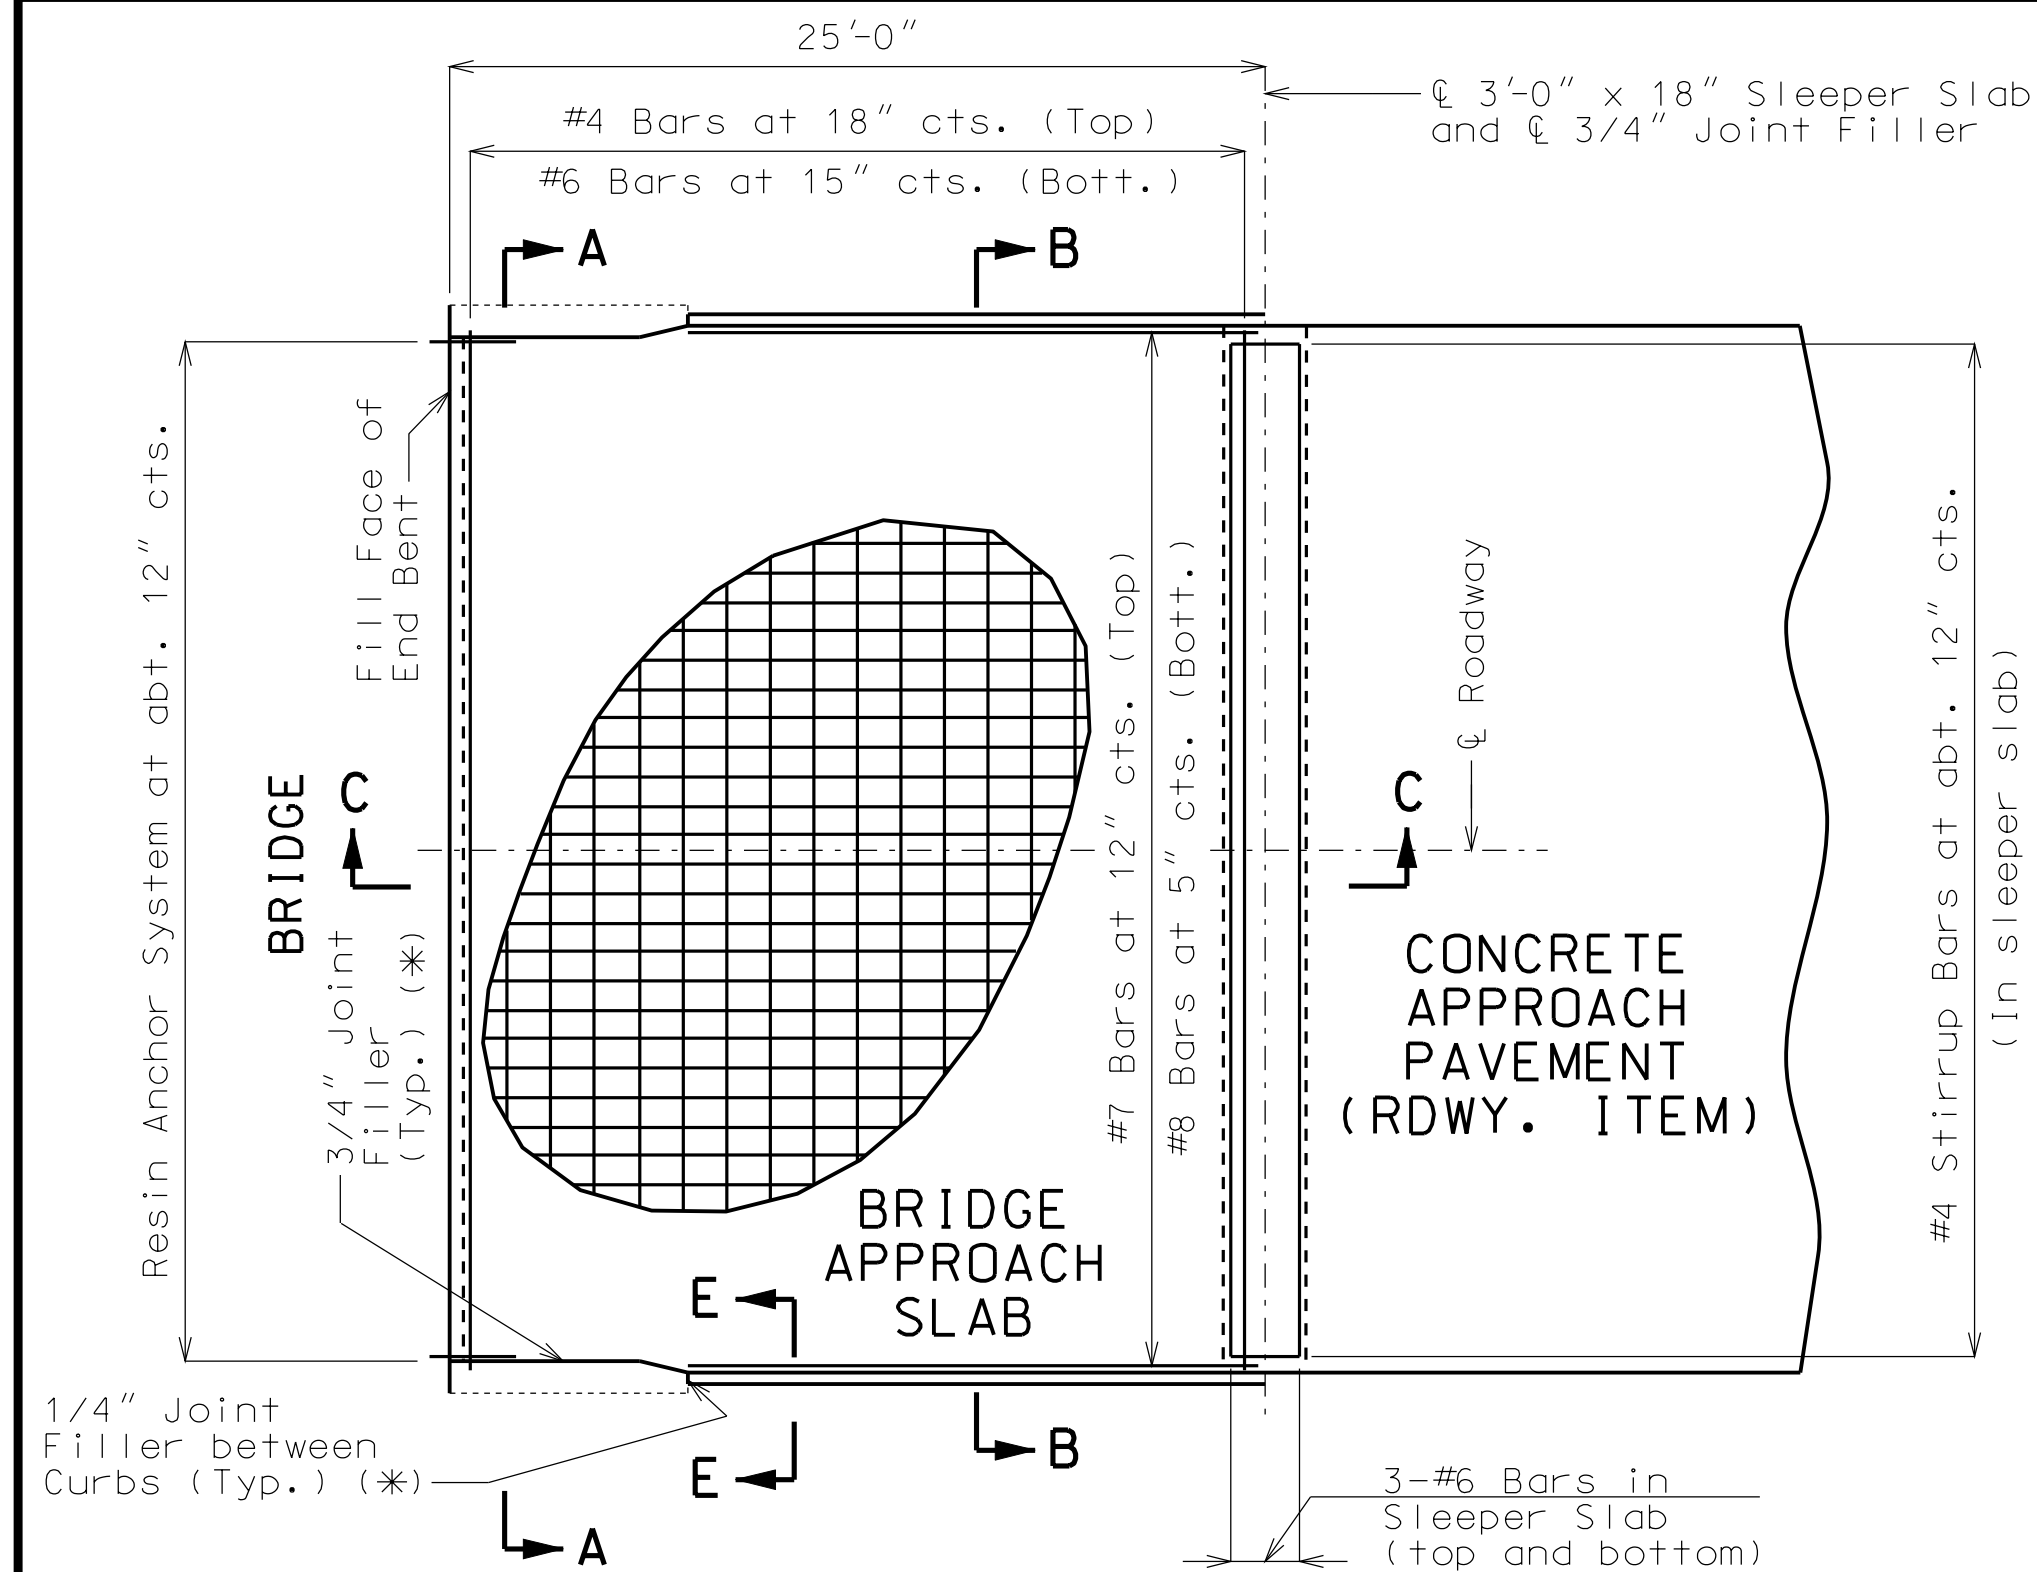 25'-0"
℄ 3'-0" x 18" Sleeper Slab
and ℄ 3/4" Joint Filler
#4 Bars at 18" cts. (Top)
#6 Bars at 15" cts. (Bott.)
A
B
Resin Anchor System at abt. 12" cts.
Fill Face of
End Bent
BRIDGE
C
3/4" Joint
Filler
(Typ.) (*)
#7 Bars at 12" cts. (Top)
#8 Bars at 5" cts. (Bott.)
℄ Roadway
C
CONCRETE
APPROACH
PAVEMENT
(RDWY. ITEM)
#4 Stirrup Bars at abt. 12" cts.
(In sleeper slab)
BRIDGE
APPROACH
SLAB
E
1/4" Joint
Filler between
Curbs (Typ.) (*)
E
B
A
3-#6 Bars in
Sleeper Slab
(top and bottom)